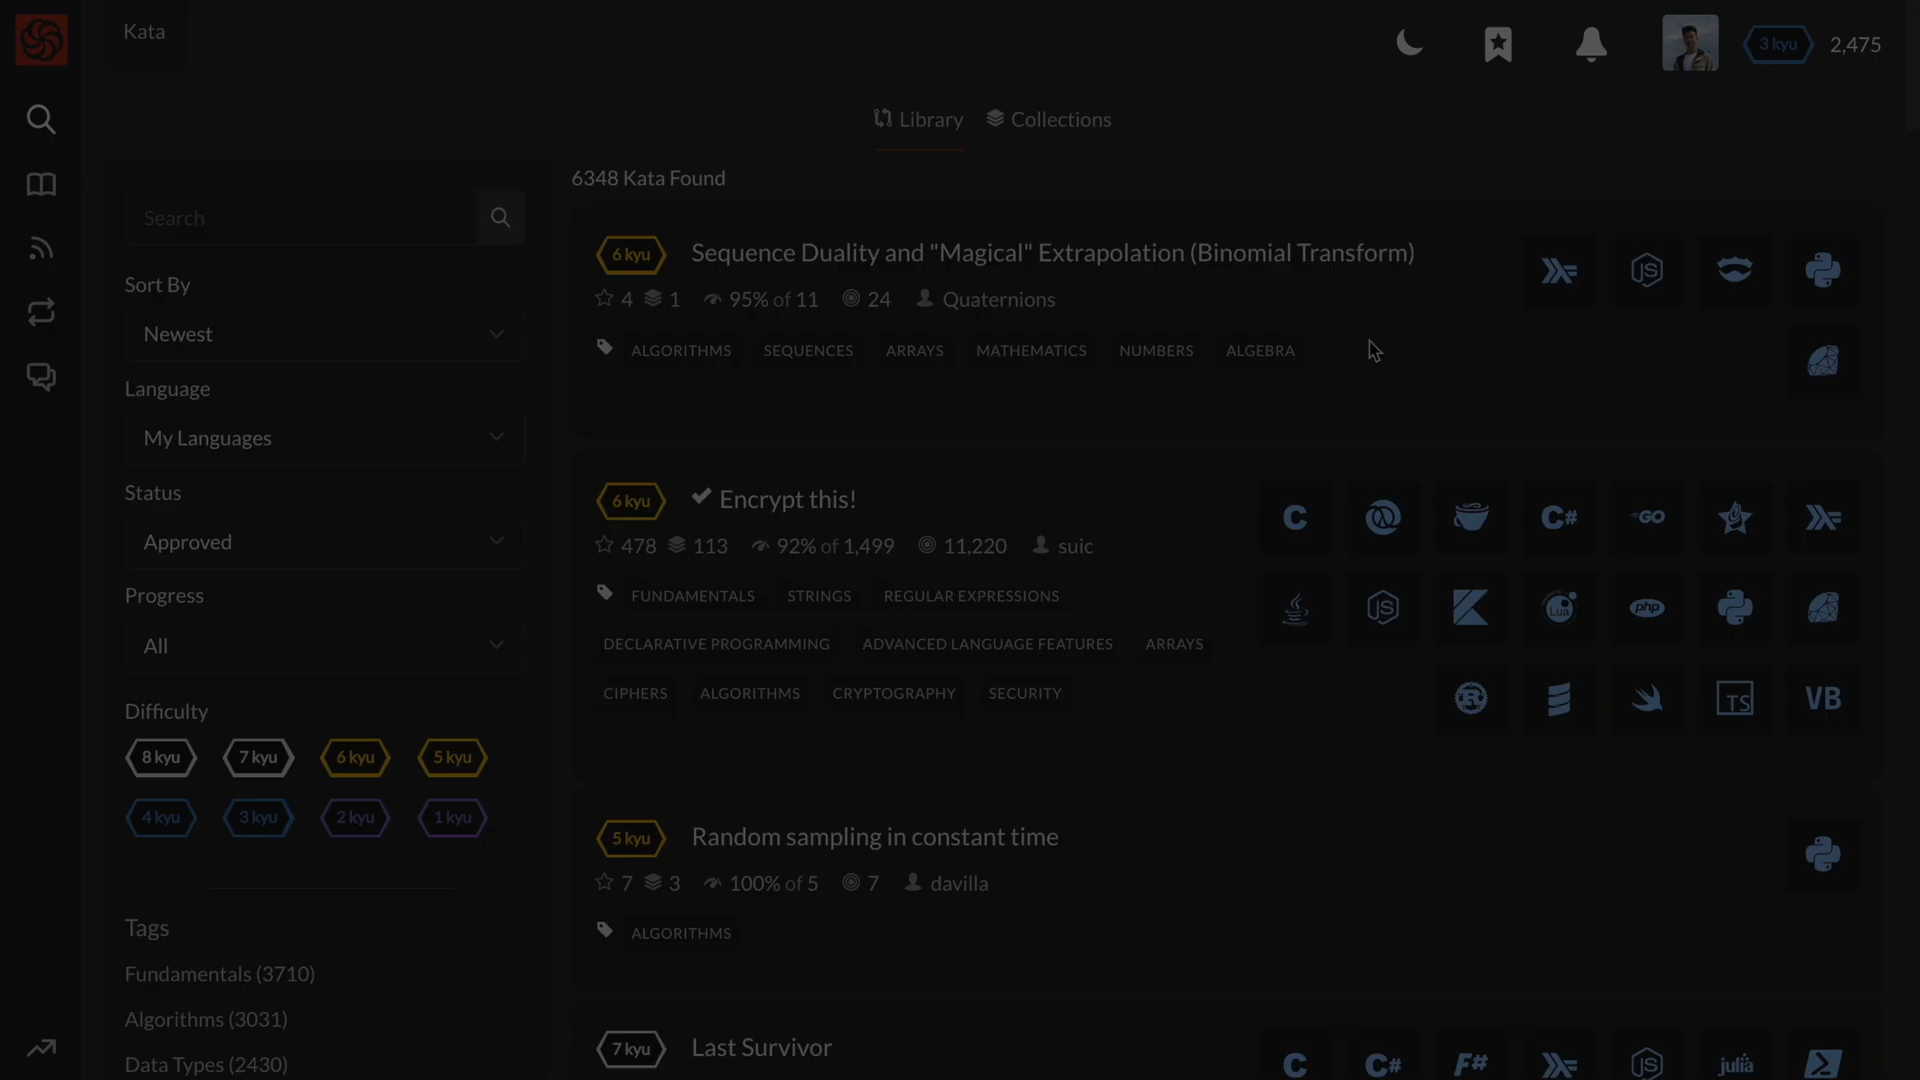 Kata
3 kyu 2,475
Library Collections
6348 Kata Found
Search
Sort By
Newest
Language
My Languages
Status
Approved
Progress
All
Difficulty
8 kyu 7 kyu 6 kyu 5 kyu
4 kyu 3 kyu 2 kyu 1 kyu
Tags
Fundamentals (3710)
Algorithms (3031)
Data Types (2430)
6 kyu Sequence Duality and "Magical" Extrapolation (Binomial Transform)
4 1 95% of 11 24 Quaternions
ALGORITHMS SEQUENCES ARRAYS MATHEMATICS NUMBERS ALGEBRA
JS
6 kyu Encrypt this!
478 113 92% of 1,499 11,220 suic
FUNDAMENTALS STRINGS REGULAR EXPRESSIONS
DECLARATIVE PROGRAMMING ADVANCED LANGUAGE FEATURES ARRAYS
CIPHERS ALGORITHMS CRYPTOGRAPHY SECURITY
C C# GO
JS Lua php
TS VB
5 kyu Random sampling in constant time
7 3 100% of 5 7 davilla
ALGORITHMS
7 kyu Last Survivor
C C# F# JS julia